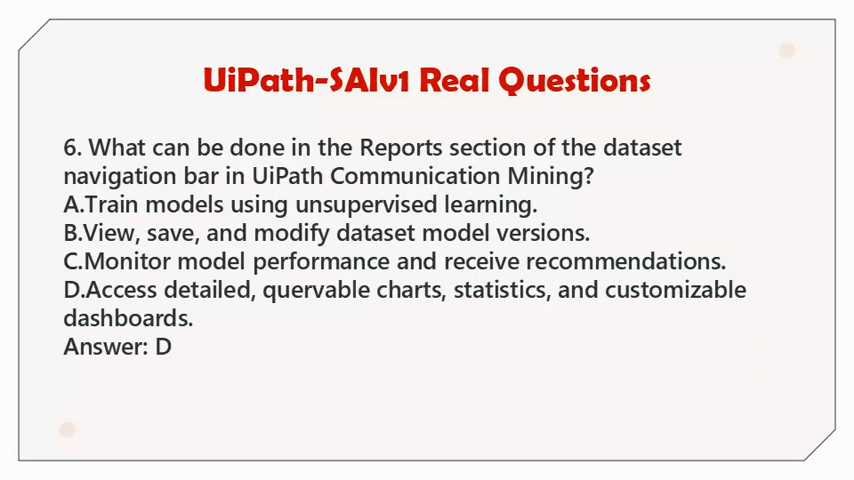 UiPath-SAIv1 Real Questions
6. What can be done in the Reports section of the dataset
navigation bar in UiPath Communication Mining?
A.Train models using unsupervised learning.
B.View, save, and modify dataset model versions.
C.Monitor model performance and receive recommendations.
D.Access detailed, quervable charts, statistics, and customizable
dashboards.
Answer: D